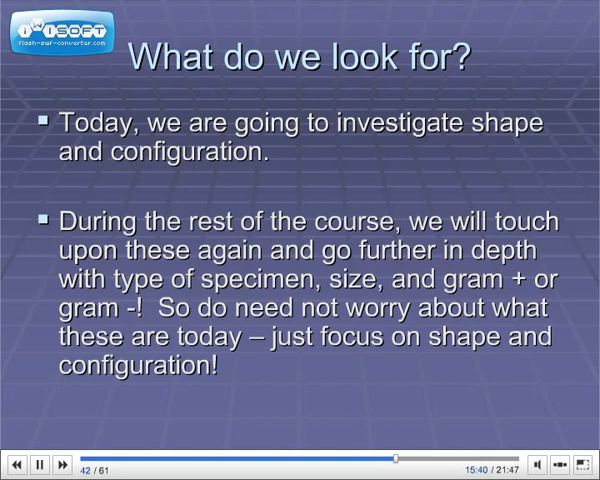 iWiSOFT
flash-swf-converter.com
What do we look for?
Today, we are going to investigate shape
and configuration.
During the rest of the course, we will touch
upon these again and go further in depth
with type of specimen, size, and gram + or
gram -!  So do need not worry about what
these are today – just focus on shape and
configuration!
42 / 61
15:40 / 21:47